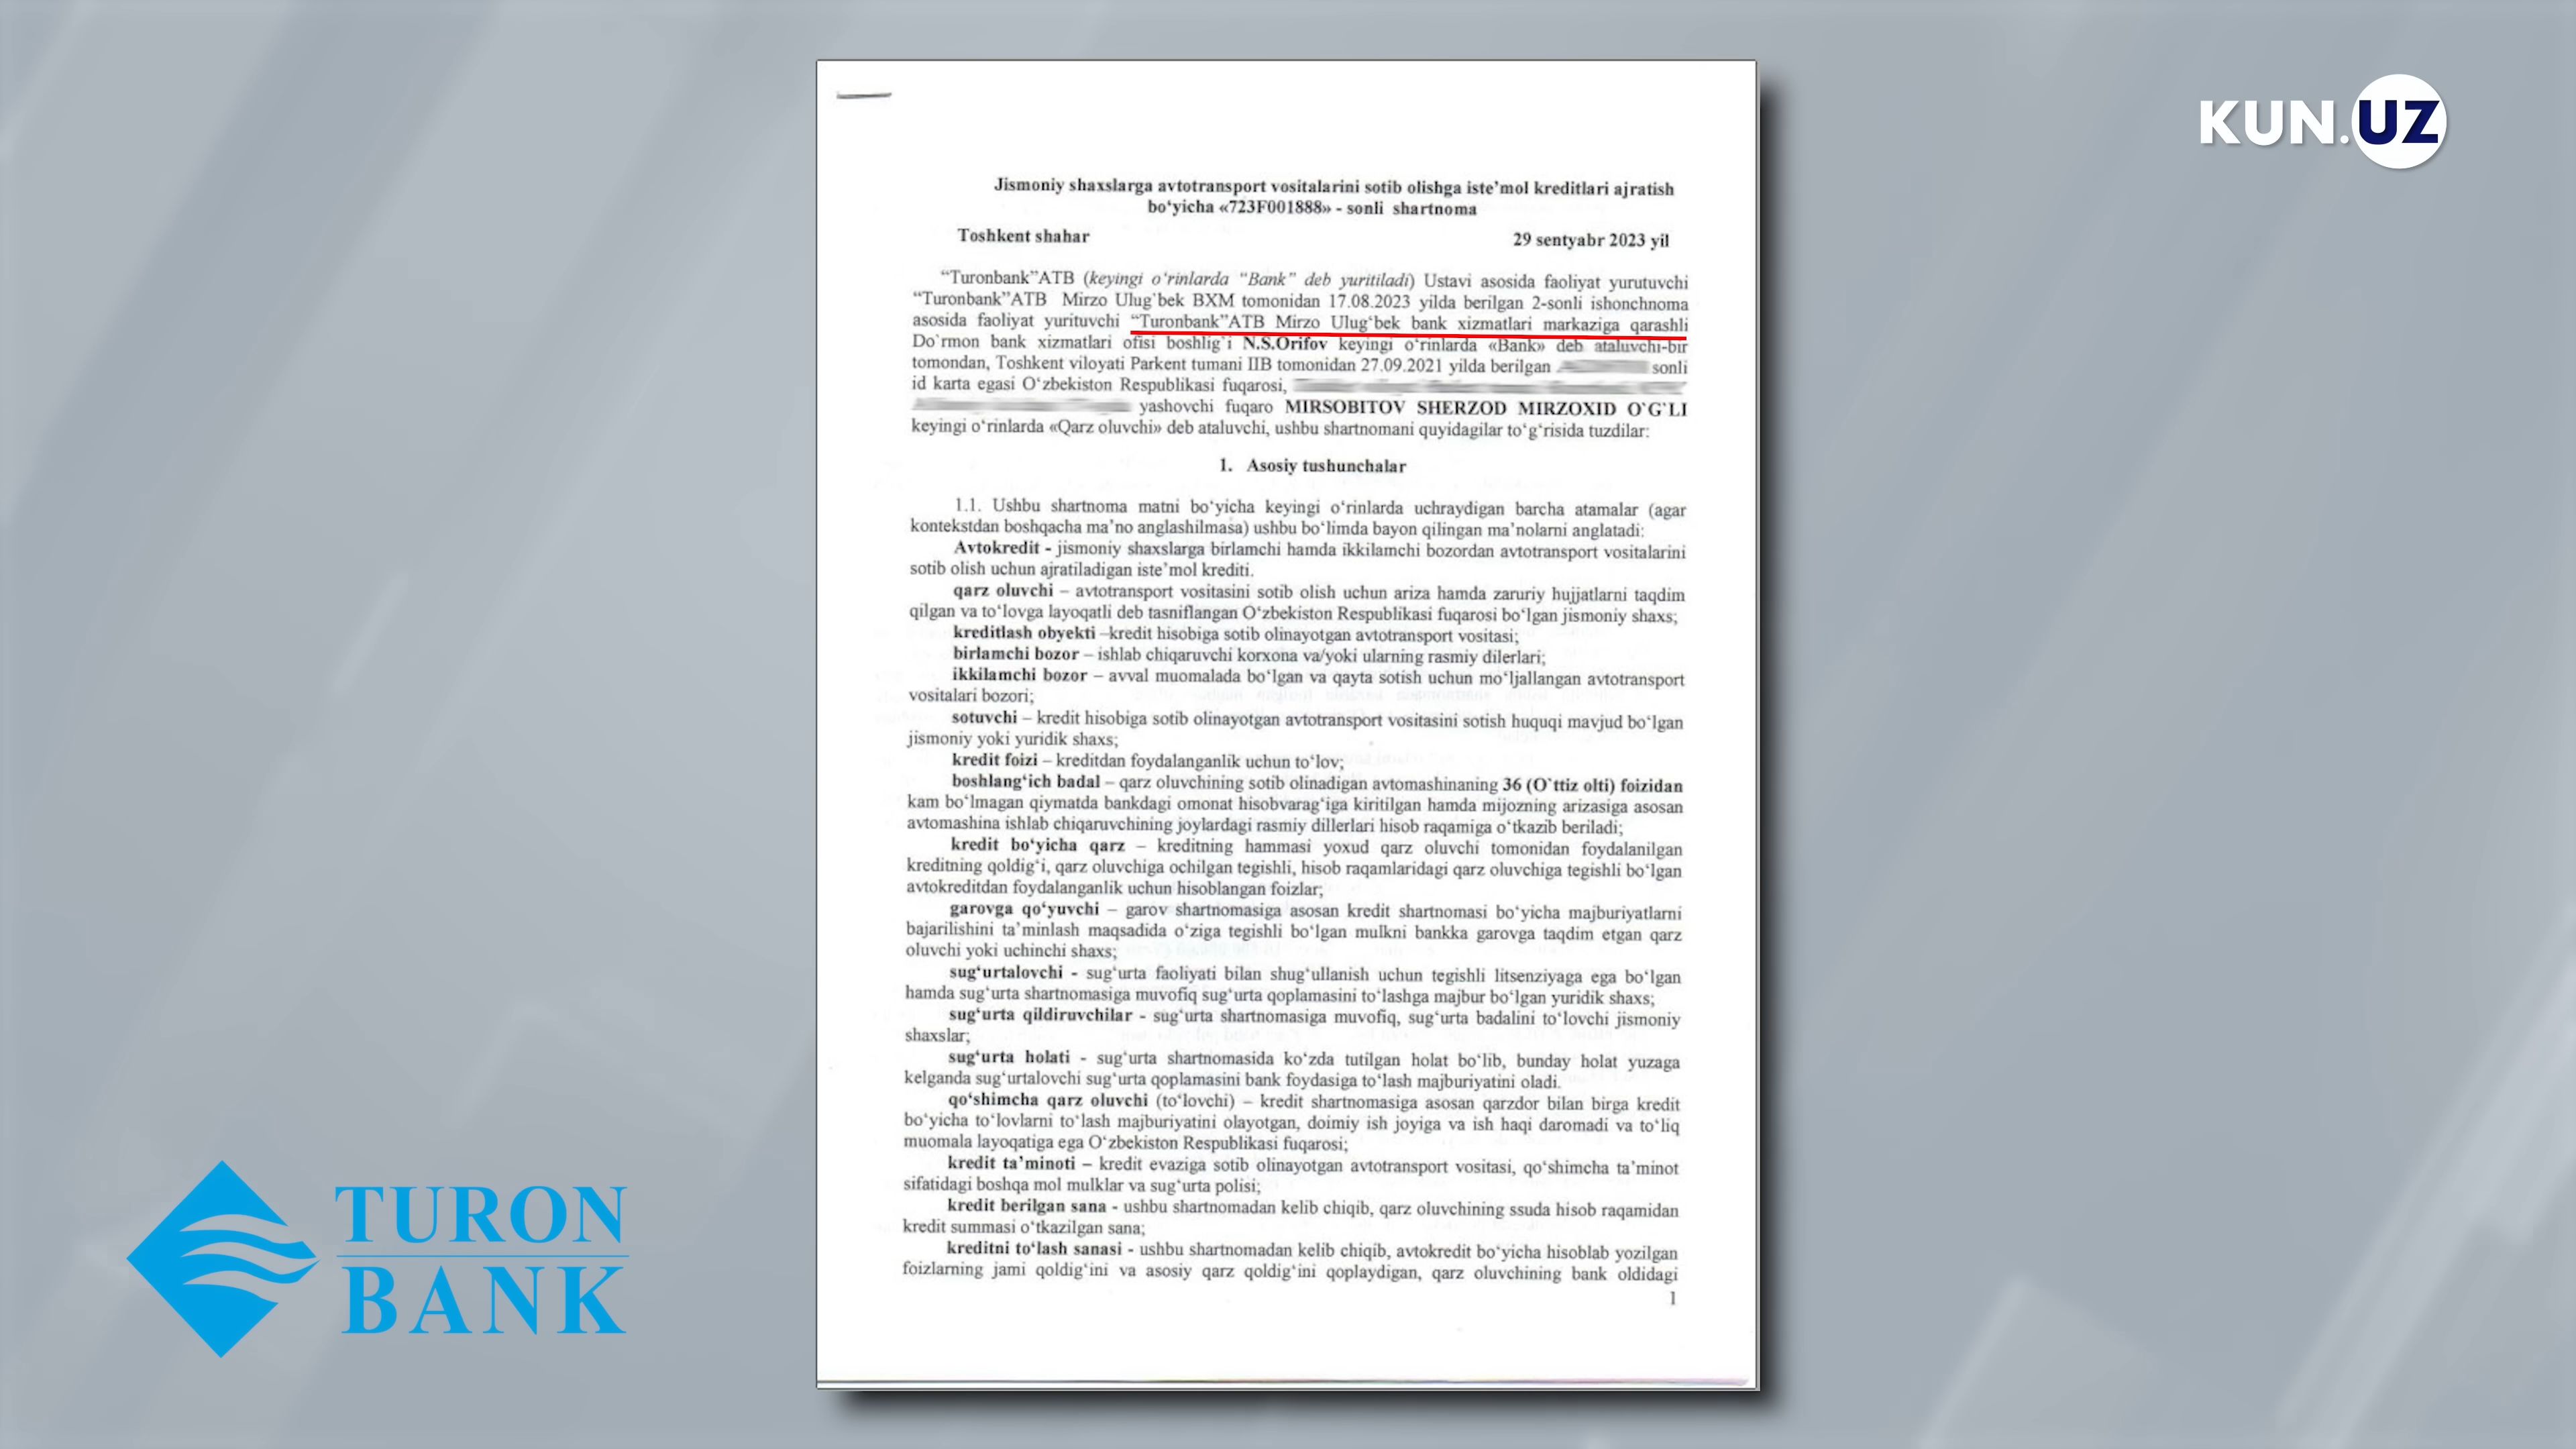 KUN.UZ
Jismoniy shaxslarga avtotransport vositalarini sotib olishga iste’mol kreditlari ajratish
bo‘yicha «723F001888» - sonli shartnoma
Toshkent shahar 29 sentyabr 2023 yil
“Turonbank”ATB (keyingi o‘rinlarda “Bank” deb yuritiladi) Ustavi asosida faoliyat yurutuvchi
“Turonbank”ATB Mirzo Ulug`bek BXM tomonidan 17.08.2023 yilda berilgan 2-sonli ishonchnoma
asosida faoliyat yurituvchi “Turonbank”ATB Mirzo Ulug‘bek bank xizmatlari markaziga qarashli
Do`rmon bank xizmatlari ofisi boshlig`i N.S.Orifov keyingi o‘rinlarda «Bank» deb ataluvchi-bir
tomondan, Toshkent viloyati Parkent tumani IIB tomonidan 27.09.2021 yilda berilgan sonli
id karta egasi O‘zbekiston Respublikasi fuqarosi,
yashovchi fuqaro MIRSOBITOV SHERZOD MIRZOXID O`G`LI
keyingi o‘rinlarda «Qarz oluvchi» deb ataluvchi, ushbu shartnomani quyidagilar to‘g‘risida tuzdilar:
1. Asosiy tushunchalar
1.1. Ushbu shartnoma matni bo‘yicha keyingi o‘rinlarda uchraydigan barcha atamalar (agar
kontekstdan boshqacha ma’no anglashilmasa) ushbu bo‘limda bayon qilingan ma’nolarni anglatadi:
Avtokredit - jismoniy shaxslarga birlamchi hamda ikkilamchi bozordan avtotransport vositalarini
sotib olish uchun ajratiladigan iste’mol krediti.
qarz oluvchi – avtotransport vositasini sotib olish uchun ariza hamda zaruriy hujjatlarni taqdim
qilgan va to‘lovga layoqatli deb tasniflangan O‘zbekiston Respublikasi fuqarosi bo‘lgan jismoniy shaxs;
kreditlash obyekti –kredit hisobiga sotib olinayotgan avtotransport vositasi;
birlamchi bozor – ishlab chiqaruvchi korxona va/yoki ularning rasmiy dilerlari;
ikkilamchi bozor – avval muomalada bo‘lgan va qayta sotish uchun mo‘ljallangan avtotransport
vositalari bozori;
sotuvchi – kredit hisobiga sotib olinayotgan avtotransport vositasini sotish huquqi mavjud bo‘lgan
jismoniy yoki yuridik shaxs;
kredit foizi – kreditdan foydalanganlik uchun to‘lov;
boshlang‘ich badal – qarz oluvchining sotib olinadigan avtomashinaning 36 (O`ttiz olti) foizidan
kam bo‘lmagan qiymatda bankdagi omonat hisobvarag‘iga kiritilgan hamda mijozning arizasiga asosan
avtomashina ishlab chiqaruvchining joylardagi rasmiy dillerlari hisob raqamiga o‘tkazib beriladi;
kredit bo‘yicha qarz – kreditning hammasi yoxud qarz oluvchi tomonidan foydalanilgan
kreditning qoldig‘i, qarz oluvchiga ochilgan tegishli, hisob raqamlaridagi qarz oluvchiga tegishli bo‘lgan
avtokreditdan foydalanganlik uchun hisoblangan foizlar;
garovga qo‘yuvchi – garov shartnomasiga asosan kredit shartnomasi bo‘yicha majburiyatlarni
bajarilishini ta’minlash maqsadida o‘ziga tegishli bo‘lgan mulkni bankka garovga taqdim etgan qarz
oluvchi yoki uchinchi shaxs;
sug‘urtalovchi - sug‘urta faoliyati bilan shug‘ullanish uchun tegishli litsenziyaga ega bo‘lgan
hamda sug‘urta shartnomasiga muvofiq sug‘urta qoplamasini to‘lashga majbur bo‘lgan yuridik shaxs;
sug‘urta qildiruvchilar - sug‘urta shartnomasiga muvofiq, sug‘urta badalini to‘lovchi jismoniy
shaxslar;
sug‘urta holati - sug‘urta shartnomasida ko‘zda tutilgan holat bo‘lib, bunday holat yuzaga
kelganda sug‘urtalovchi sug‘urta qoplamasini bank foydasiga to‘lash majburiyatini oladi.
qo‘shimcha qarz oluvchi (to‘lovchi) – kredit shartnomasiga asosan qarzdor bilan birga kredit
bo‘yicha to‘lovlarni to‘lash majburiyatini olayotgan, doimiy ish joyiga va ish haqi daromadi va to‘liq
muomala layoqatiga ega O‘zbekiston Respublikasi fuqarosi;
kredit ta’minoti – kredit evaziga sotib olinayotgan avtotransport vositasi, qo‘shimcha ta’minot
sifatidagi boshqa mol mulklar va sug‘urta polisi;
kredit berilgan sana - ushbu shartnomadan kelib chiqib, qarz oluvchining ssuda hisob raqamidan
kredit summasi o‘tkazilgan sana;
kreditni to‘lash sanasi - ushbu shartnomadan kelib chiqib, avtokredit bo‘yicha hisoblab yozilgan
foizlarning jami qoldig‘ini va asosiy qarz qoldig‘ini qoplaydigan, qarz oluvchining bank oldidagi
1
TURON
BANK